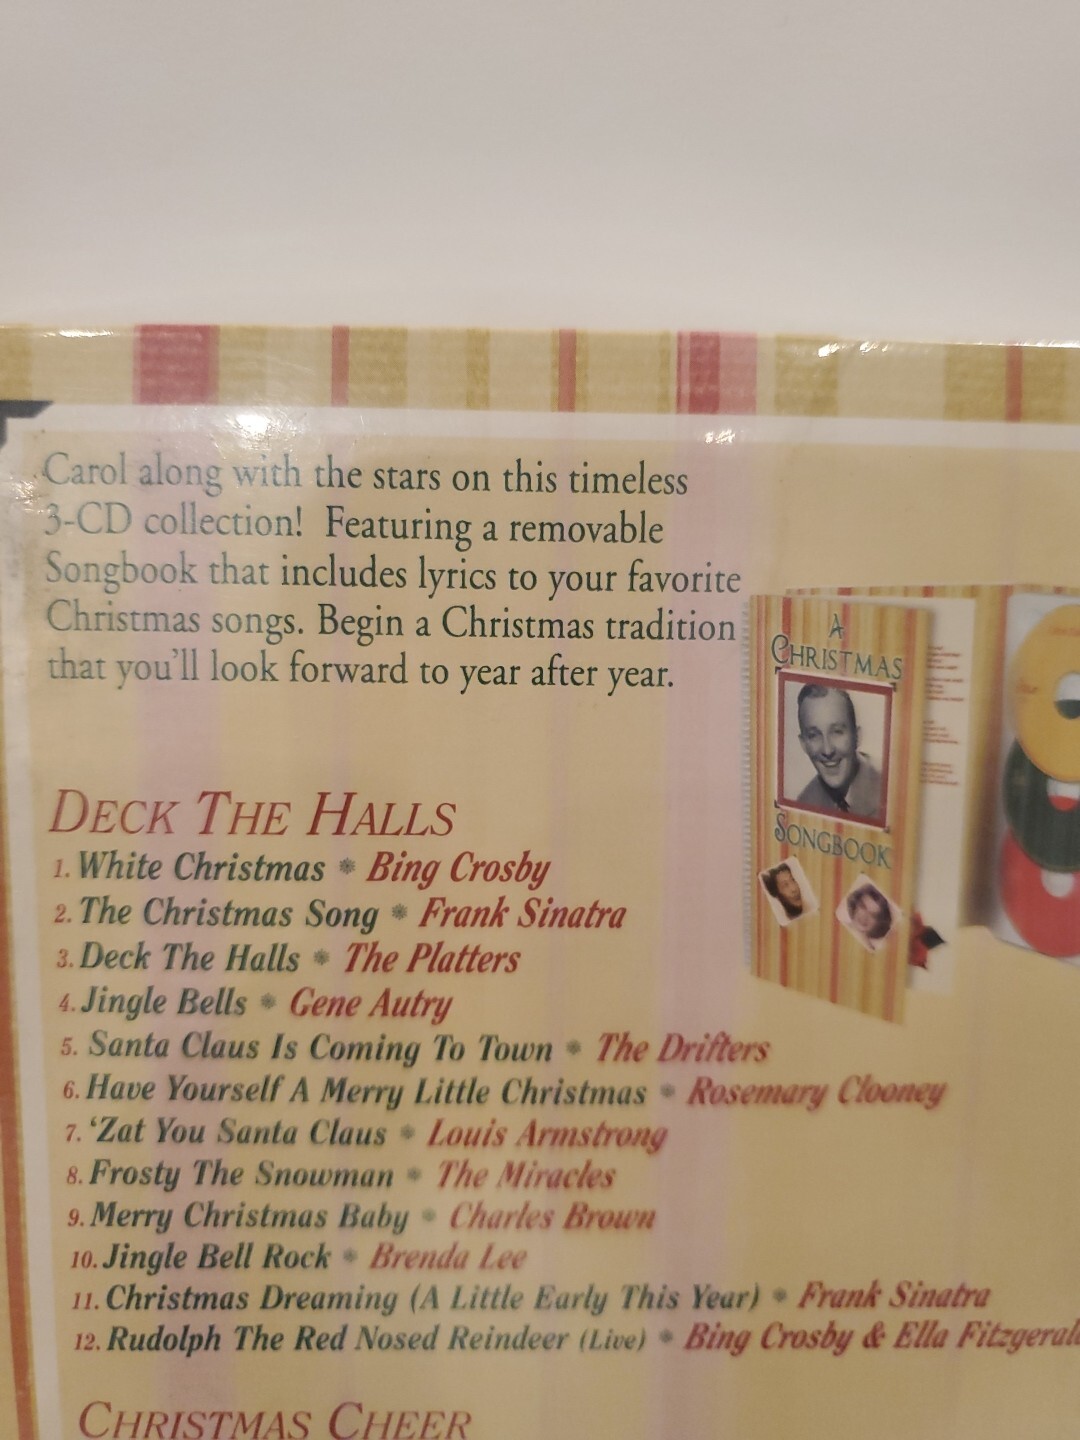 Carol along with the stars on this timeless
3-CD collection! Featuring a removable
Songbook that includes lyrics to your favorite
Christmas songs. Begin a Christmas tradition
that you'll look forward to year after year.
A
CHRISTMAS
SONGBOOK
DECK THE HALLS
1. White Christmas * Bing Crosby
2. The Christmas Song * Frank Sinatra
3. Deck The Halls * The Platters
4. Jingle Bells * Gene Autry
5. Santa Claus Is Coming To Town * The Drifters
6. Have Yourself A Merry Little Christmas * Rosemary Clooney
7. 'Zat You Santa Claus * Louis Armstrong
8. Frosty The Snowman * The Miracles
9. Merry Christmas Baby * Charles Brown
10. Jingle Bell Rock * Brenda Lee
11. Christmas Dreaming (A Little Early This Year) * Frank Sinatra
12. Rudolph The Red Nosed Reindeer (Live) * Bing Crosby & Ella Fitzgerald
CHRISTMAS CHEER